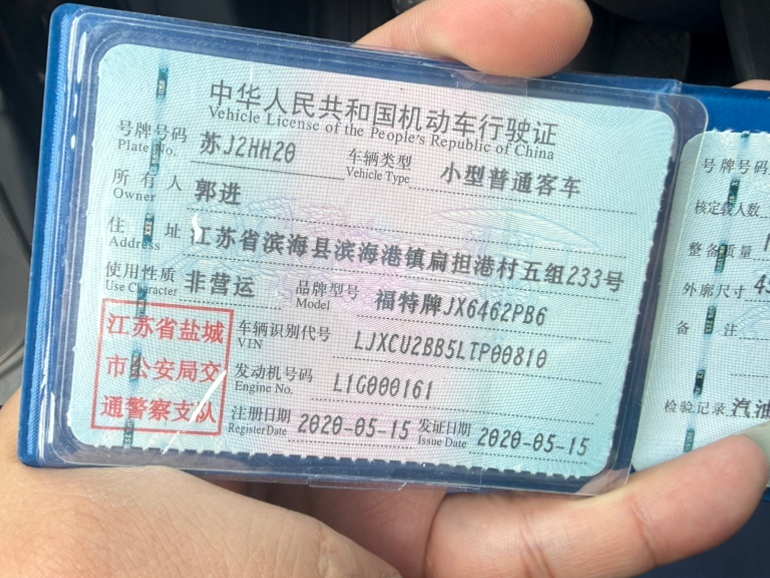 中华人民共和国机动车行驶证
Vehicle License of the People's Republic of China
号牌号码 苏J2HH20 车辆类型 小型普通客车
Plate No. Vehicle Type
所有人 郭进
Owner
住址 江苏省滨海县滨海港镇扁担港村五组233号
Address
使用性质 非营运 品牌型号 福特牌JX6462PB6
Use Character Model
江苏省盐城
市公安局交
通警察支队
车辆识别代号 LJXCU2BB5LTP00810
VIN
发动机号码 L1G000161
Engine No.
注册日期 2020-05-15 发证日期 2020-05-15
Register Date Issue Date
号牌号码
核定载人数
整备质量
外廓尺寸
备注
检验记录 汽油